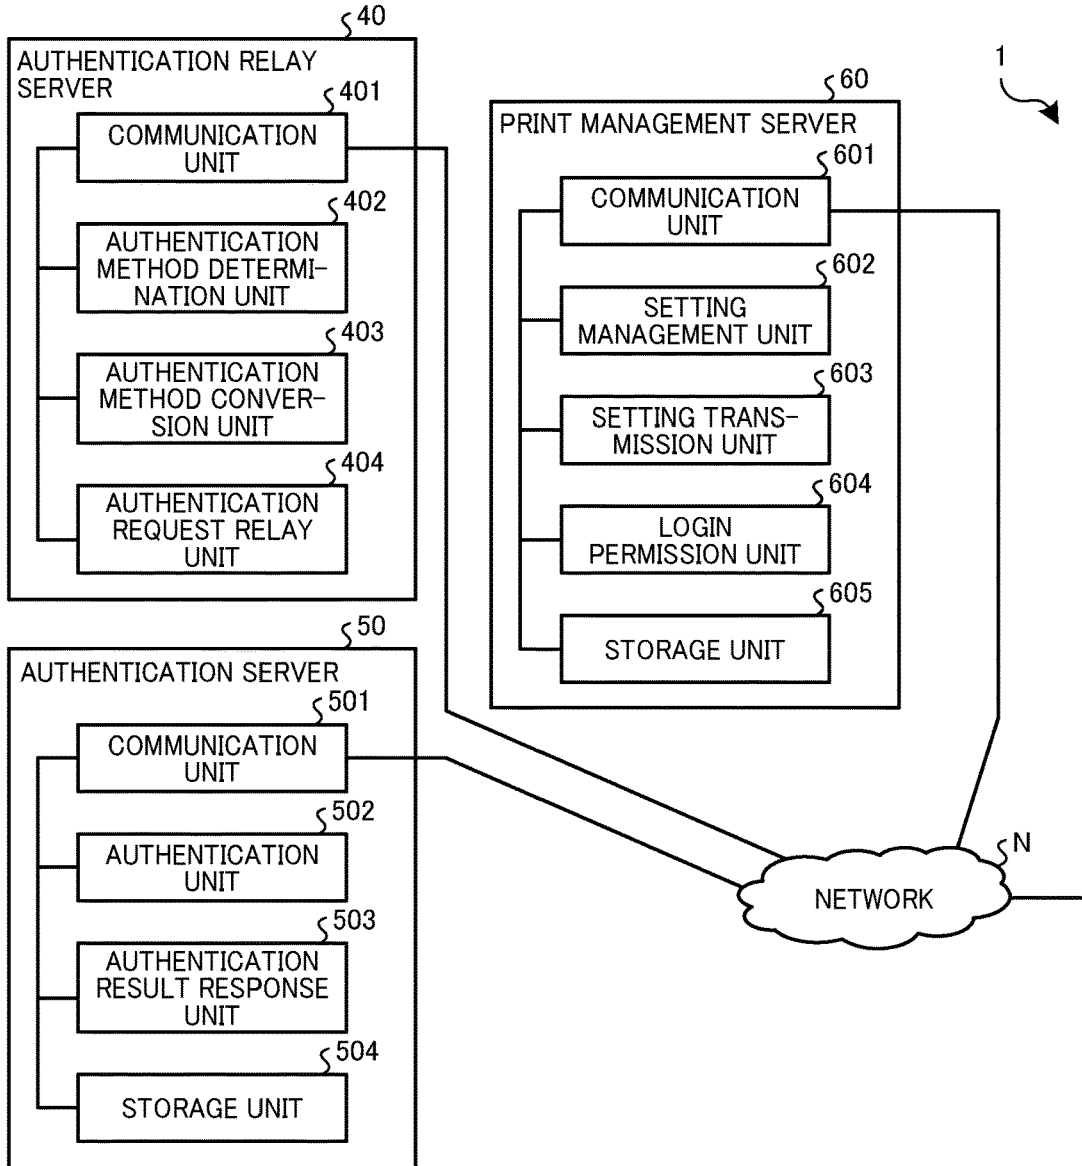 40
AUTHENTICATION RELAY
SERVER
401
COMMUNICATION
UNIT
402
AUTHENTICATION
METHOD DETERMI-
NATION UNIT
403
AUTHENTICATION
METHOD CONVER-
SION UNIT
404
AUTHENTICATION
REQUEST RELAY
UNIT
1
60
PRINT MANAGEMENT SERVER
601
COMMUNICATION
UNIT
602
SETTING
MANAGEMENT UNIT
603
SETTING TRANS-
MISSION UNIT
604
LOGIN
PERMISSION UNIT
605
STORAGE UNIT
50
AUTHENTICATION SERVER
501
COMMUNICATION
UNIT
502
AUTHENTICATION
UNIT
503
AUTHENTICATION
RESULT RESPONSE
UNIT
504
STORAGE UNIT
N
NETWORK